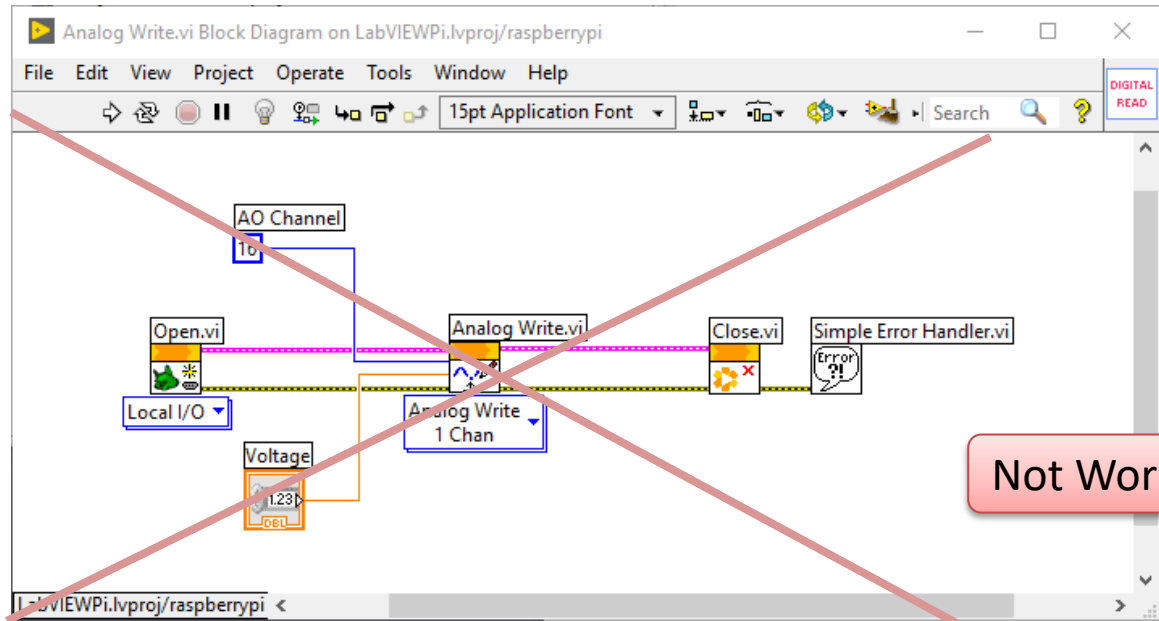 Analog Write.vi Block Diagram on LabVIEWPi.lvproj/raspberrypi
File Edit View Project Operate Tools Window Help
15pt Application Font
Search
DIGITAL
READ
AO Channel
16
Open.vi
Analog Write.vi
Close.vi
Simple Error Handler.vi
Error
?!
Local I/O
Analog Write
1 Chan
Voltage
1.23
DBL
Not Wor
LabVIEWPi.lvproj/raspberrypi